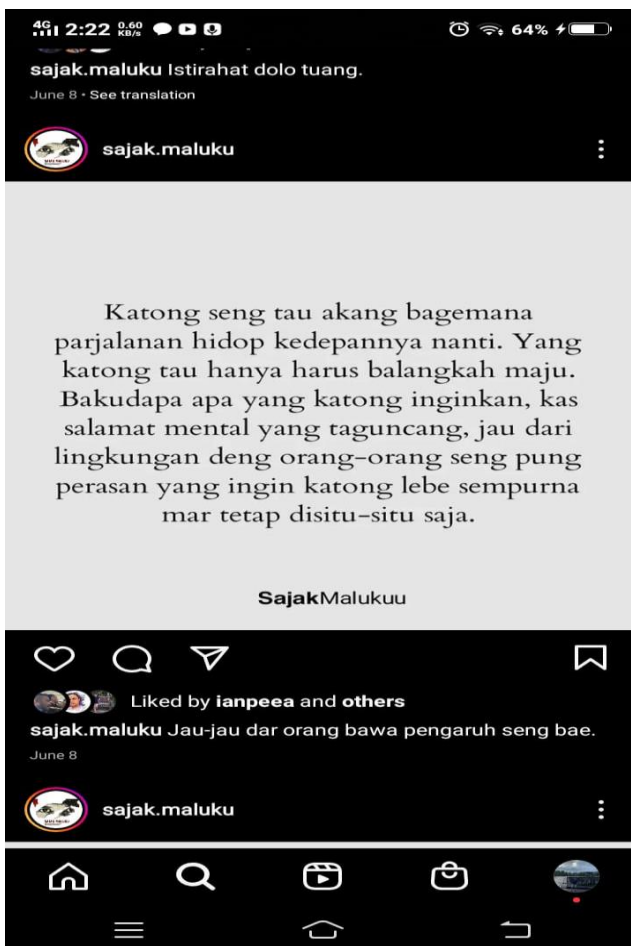 4G 2:22 0.60 KB/s 64%
sajak.maluku Istirahat dolo tuang.
June 8 • See translation
sajak.maluku
Katong seng tau akang bagemana
parjalanan hidop kedepannya nanti. Yang
katong tau hanya harus balangkah maju.
Bakudapa apa yang katong inginkan, kas
salamat mental yang taguncang, jau dari
lingkungan deng orang-orang seng pung
perasan yang ingin katong lebe sempurna
mar tetap disitu-situ saja.
SajakMalukuu
Liked by ianpeea and others
sajak.maluku Jau-jau dar orang bawa pengaruh seng bae.
June 8
sajak.maluku